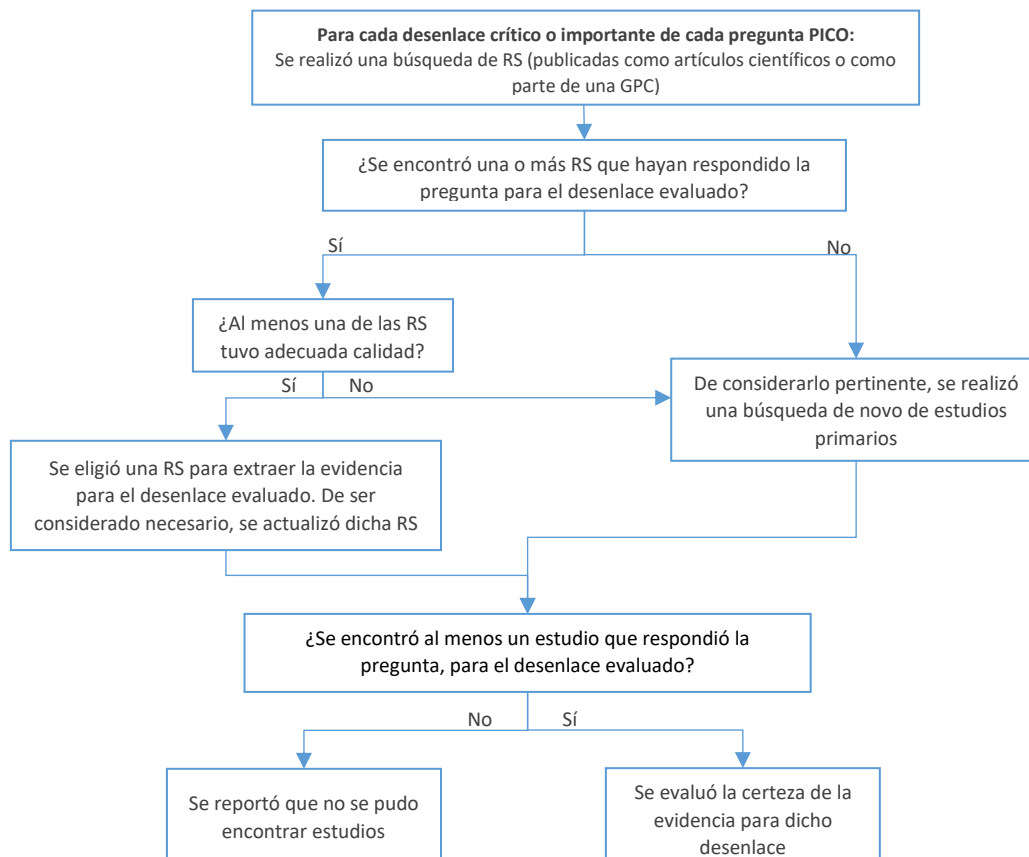 Para cada desenlace crítico o importante de cada pregunta PICO:
Se realizó una búsqueda de RS (publicadas como artículos científicos o como
parte de una GPC)
¿Se encontró una o más RS que hayan respondido la
pregunta para el desenlace evaluado?
Sí
No
¿Al menos una de las RS
tuvo adecuada calidad?
Sí
No
De considerarlo pertinente, se realizó
una búsqueda de novo de estudios
primarios
Se eligió una RS para extraer la evidencia
para el desenlace evaluado. De ser
considerado necesario, se actualizó dicha RS
¿Se encontró al menos un estudio que respondió la
pregunta, para el desenlace evaluado?
No
Sí
Se reportó que no se pudo
encontrar estudios
Se evaluó la certeza de la
evidencia para dicho
desenlace